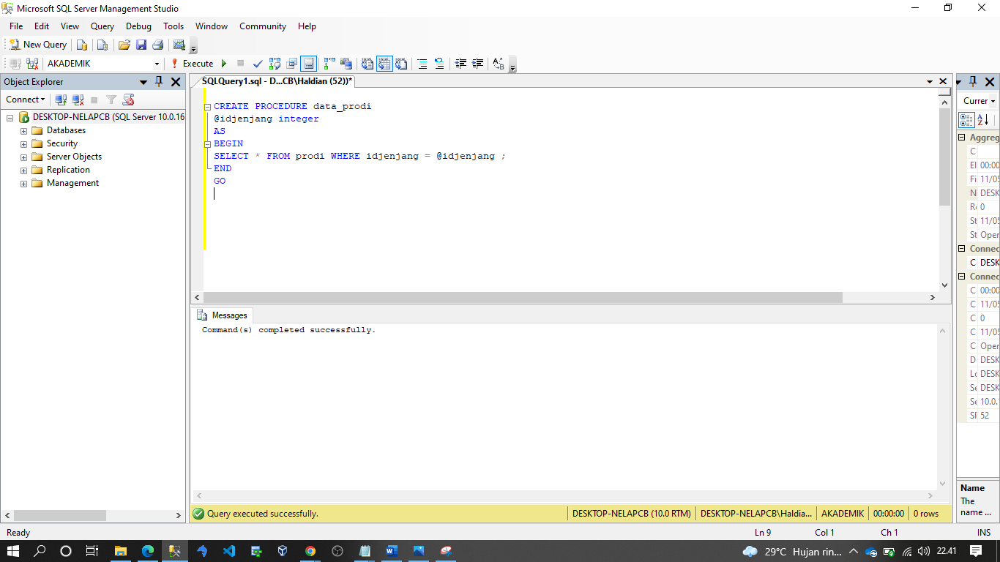 Microsoft SQL Server Management Studio
File Edit View Query Debug Tools Window Community Help
New Query
AKADEMIK
Execute
Object Explorer
Connect
DESKTOP-NELAPCB (SQL Server 10.0.16
Databases
Security
Server Objects
Replication
Management
SQLQuery1.sql - D...CB\Haldian (52))*
CREATE PROCEDURE data_prodi
@idjenjang integer
AS
BEGIN
SELECT * FROM prodi WHERE idjenjang = @idjenjang ;
END
GO
Messages
Command(s) completed successfully.
Query executed successfully.
DESKTOP-NELAPCB (10.0 RTM)
DESKTOP-NELAPCB\Haldia...
AKADEMIK
00:00:00
0 rows
Currer
Aggreg
C
El 00:00
Fi 11/05
N DESK
Re 0
St 11/05
St Oper
Connec
C DESK
Connec
C 00:00
C 11/05
C 0
C 11/05
C Oper
D DESK
Lo DESK
Se DESK
Se 10.0.
SP 52
Name
The
name ...
Ready
Ln 9
Col 1
Ch 1
INS
29°C Hujan rin...
22.41